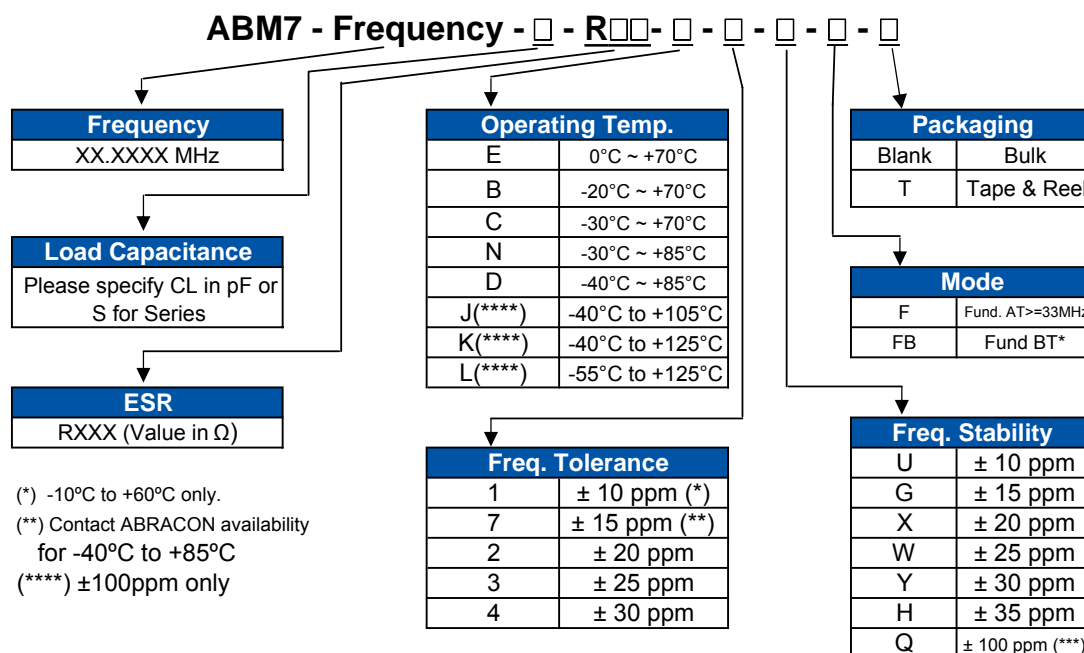 ABM7 - Frequency - □ - R□□- □ - □ - □ - □ - □
Frequency
XX.XXXX MHz
Load Capacitance
Please specify CL in pF or
S for Series
ESR
RXXX (Value in Ω)
(*) -10ºC to +60ºC only.
(**) Contact ABRACON availability
for -40ºC to +85ºC
(****) ±100ppm only
Operating Temp.
E 0°C ~ +70°C
B -20°C ~ +70°C
C -30°C ~ +70°C
N -30°C ~ +85°C
D -40°C ~ +85°C
J(****) -40°C to +105°C
K(****) -40°C to +125°C
L(****) -55°C to +125°C
Freq. Tolerance
1 ± 10 ppm (*)
7 ± 15 ppm (**)
2 ± 20 ppm
3 ± 25 ppm
4 ± 30 ppm
Packaging
Blank Bulk
T Tape & Reel
Mode
F Fund. AT>=33MHz
FB Fund BT*
Freq. Stability
U ± 10 ppm
G ± 15 ppm
X ± 20 ppm
W ± 25 ppm
Y ± 30 ppm
H ± 35 ppm
Q ± 100 ppm (***)